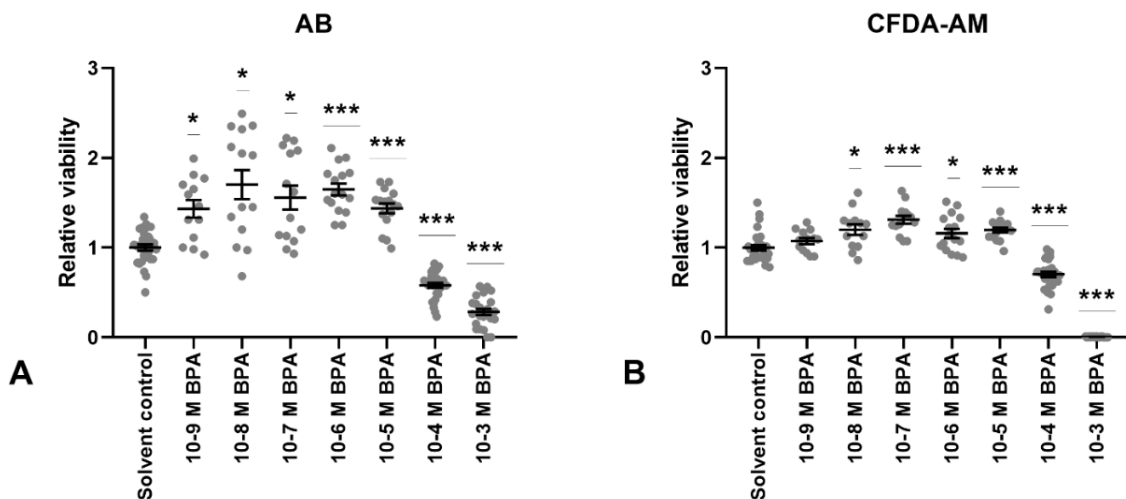 AB
Relative viability
3
2
1
0
*
*
*
***
***
***
***
Solvent control
10-9 M BPA
10-8 M BPA
10-7 M BPA
10-6 M BPA
10-5 M BPA
10-4 M BPA
10-3 M BPA
A
CFDA-AM
Relative viability
3
2
1
0
*
***
*
***
***
***
Solvent control
10-9 M BPA
10-8 M BPA
10-7 M BPA
10-6 M BPA
10-5 M BPA
10-4 M BPA
10-3 M BPA
B